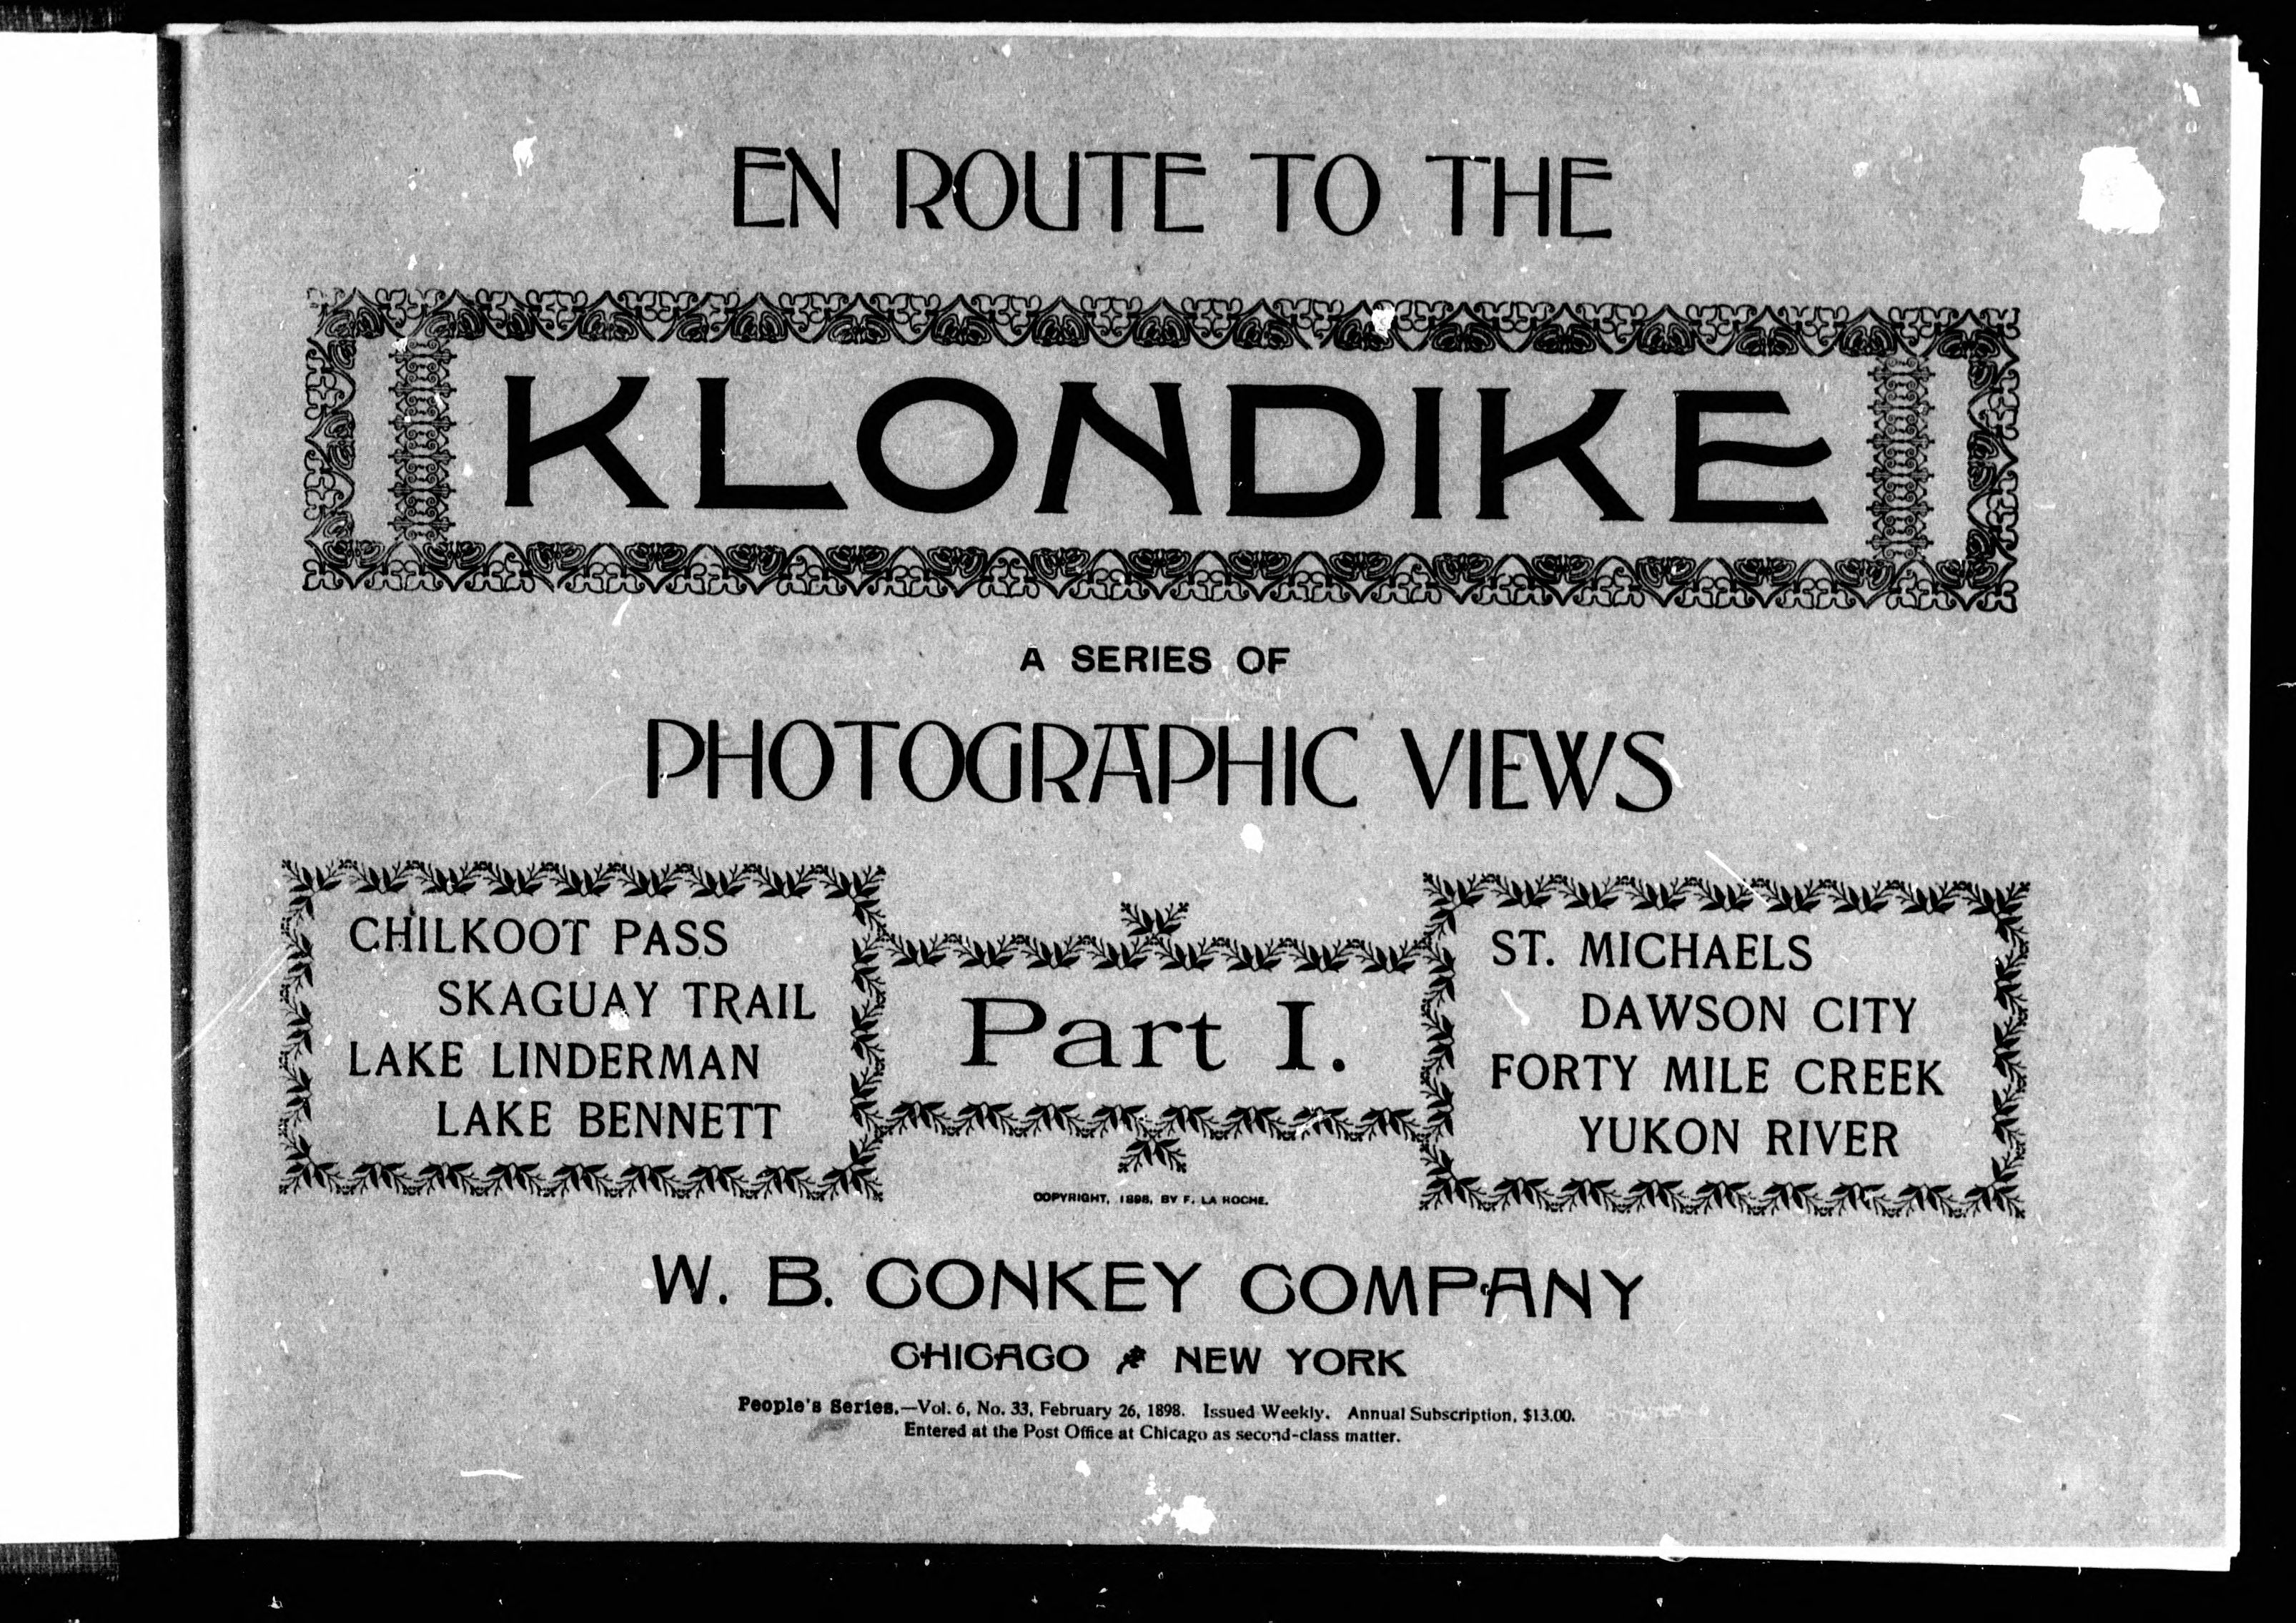 EN ROUTE TO THE
KLONDIKE
A SERIES OF
PHOTOGRAPHIC VIEWS
CHILKOOT PASS
SKAGUAY TRAIL
LAKE LINDERMAN
LAKE BENNETT
Part I.
COPYRIGHT, 1898, BY F. LA ROCHE.
ST. MICHAELS
DAWSON CITY
FORTY MILE CREEK
YUKON RIVER
W. B. CONKEY COMPANY
CHICAGO NEW YORK
People's Series.—Vol. 6, No. 33, February 26, 1898. Issued Weekly. Annual Subscription, $13.00.
Entered at the Post Office at Chicago as second-class matter.